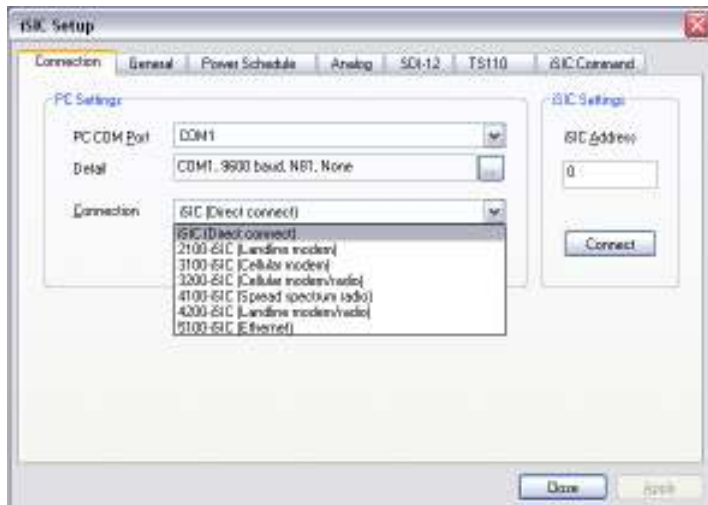 iSIC Setup
Connection General Power Schedule Analog SDI-12 TS110 iSIC Command
PC Settings
iSIC Settings
PC COM Port COM1
iSIC Address
Detail COM1, 9600 baud, N81, None ...
0
Connection iSIC (Direct connect)
Connect
iSIC (Direct connect)
2100-iSIC (Landline modem)
3100-iSIC (Cellular modem)
3200-iSIC (Cellular modem/radio)
4100-iSIC (Spread spectrum radio)
4200-iSIC (Landline modem/radio)
5100-iSIC (Ethernet)
Close Apply